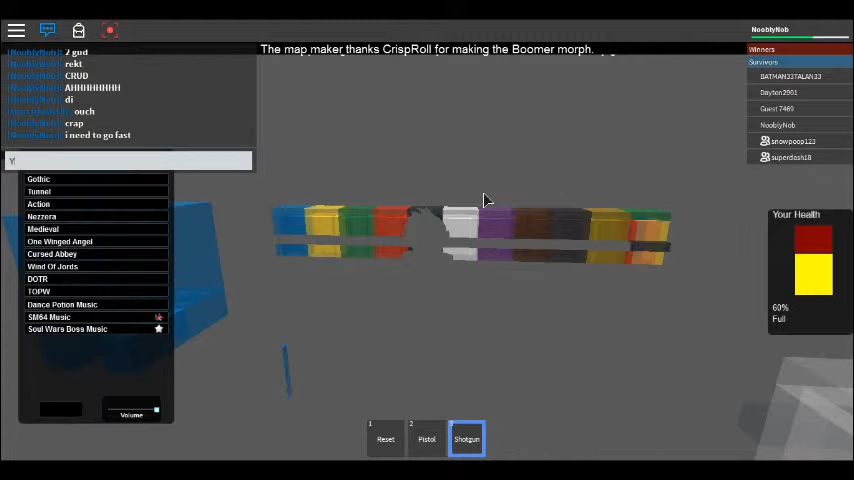 NooblyNob
The map maker thanks CrispRoll for making the Boomer morph.
Winners
Survivors
BATMAN33TALAN33
Dayton2901
Guest 7469
NooblyNob
snowpoop123
superdash18
[NooblyNob]: 2 gud
[NooblyNob]: rekt
[NooblyNob]: CRUD
[NooblyNob]: AHHHHHHHH
[NooblyNob]: di
ouch
[NooblyNob]: crap
[NooblyNob]: i need to go fast
Y
Gothic
Tunnel
Action
Nezzera
Medieval
One Winged Angel
Cursed Abbey
Wind Of Jords
DOTR
TOPW
Dance Potion Music
SM64 Music
Soul Wars Boss Music
Volume
Your Health
60%
Full
1
Reset
2
Pistol
3
Shotgun